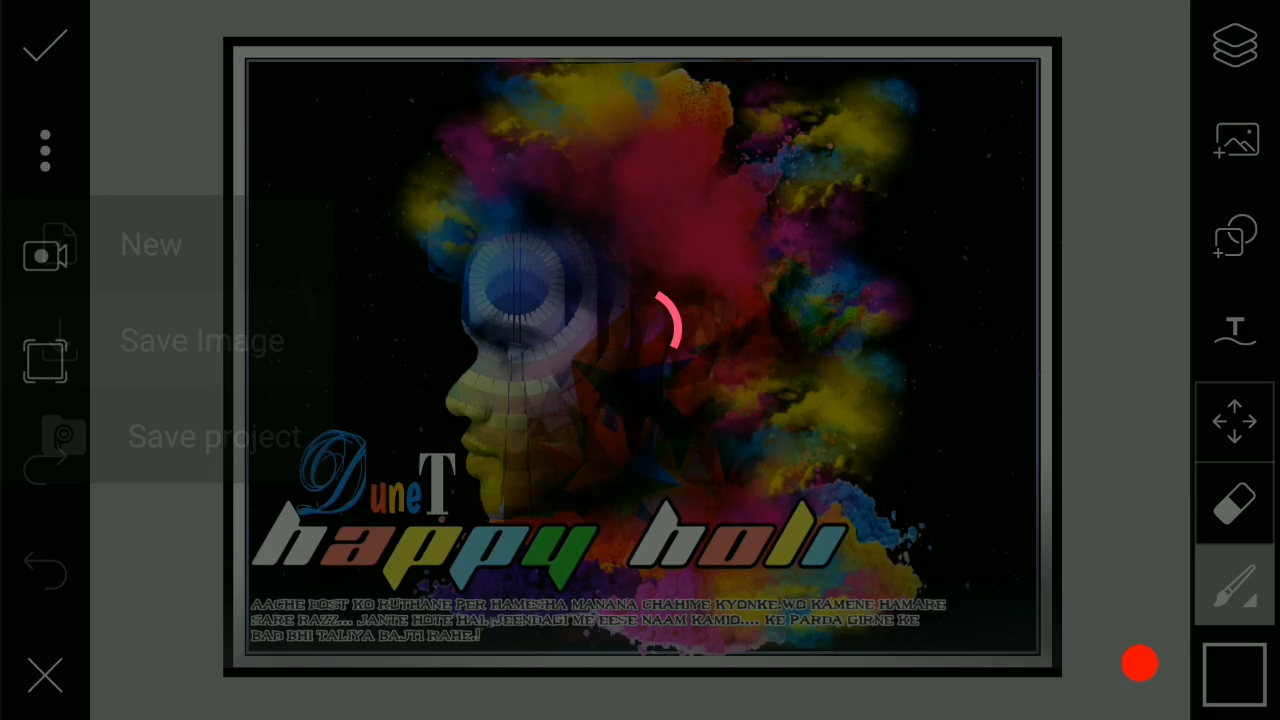 New
Save Image
Save project
DuneT
happy holi
AACHE DOST KO RUTHANE PER HAMESHA MANANA CHAHIYE KYONKE,WO KAMENE HAMARE
SARE RAZZ... JANTE HOTE HAI, JEENDAGI ME EESE NAAM KAMIO.... KE PARDA GIRNE KE
BAD BHI TALIYA BAJTI RAHE.!
T